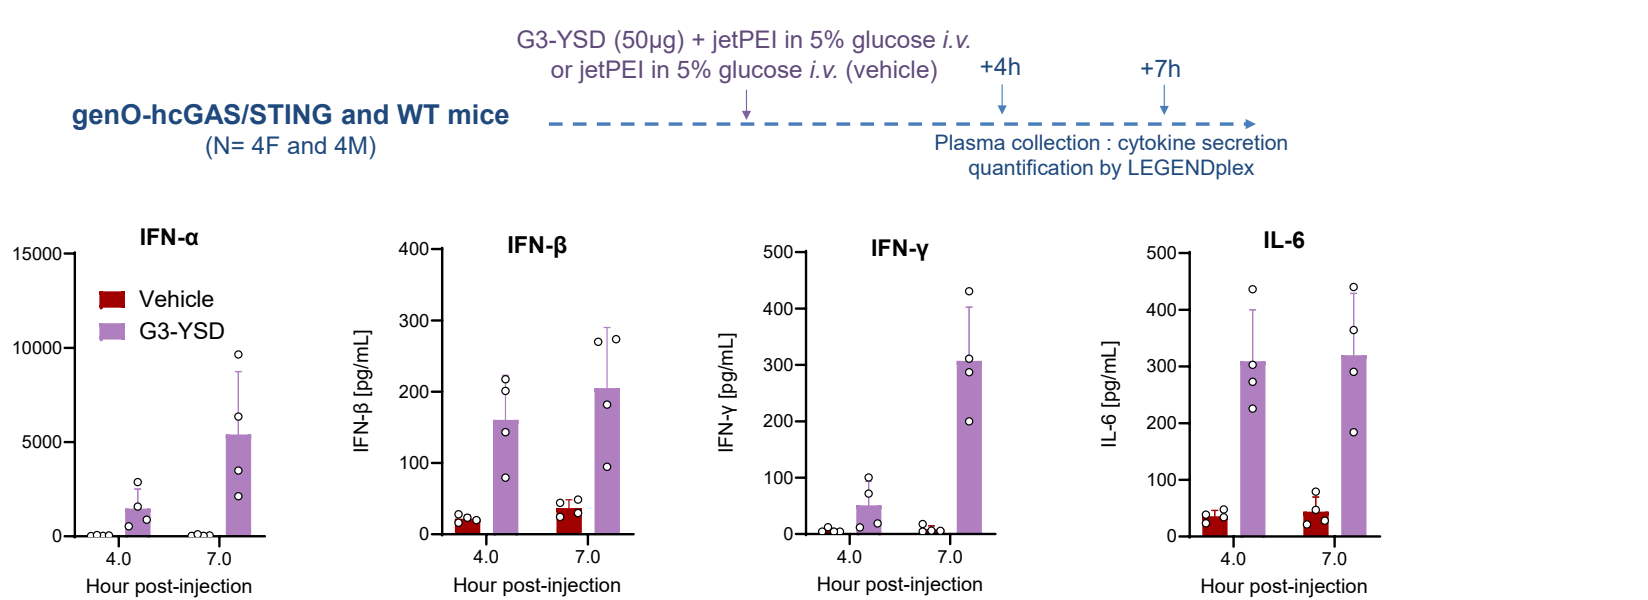 G3-YSD (50µg) + jetPEI in 5% glucose i.v.
or jetPEI in 5% glucose i.v. (vehicle)
+4h
+7h
genO-hcGAS/STING and WT mice
(N= 4F and 4M)
Plasma collection : cytokine secretion
quantification by LEGENDplex
IFN-α
15000
10000
5000
0
Vehicle
G3-YSD
4.0
7.0
Hour post-injection
IFN-β
IFN-β [pg/mL]
400
300
200
100
0
4.0
7.0
Hour post-injection
IFN-γ
IFN-γ [pg/mL]
500
400
300
200
100
0
4.0
7.0
Hour post-injection
IL-6
IL-6 [pg/mL]
500
400
300
200
100
0
4.0
7.0
Hour post-injection